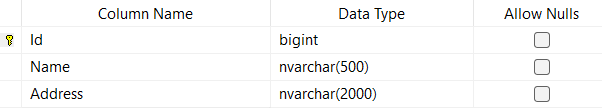 Column Name Data Type Allow Nulls
Id bigint
Name nvarchar(500)
Address nvarchar(2000)